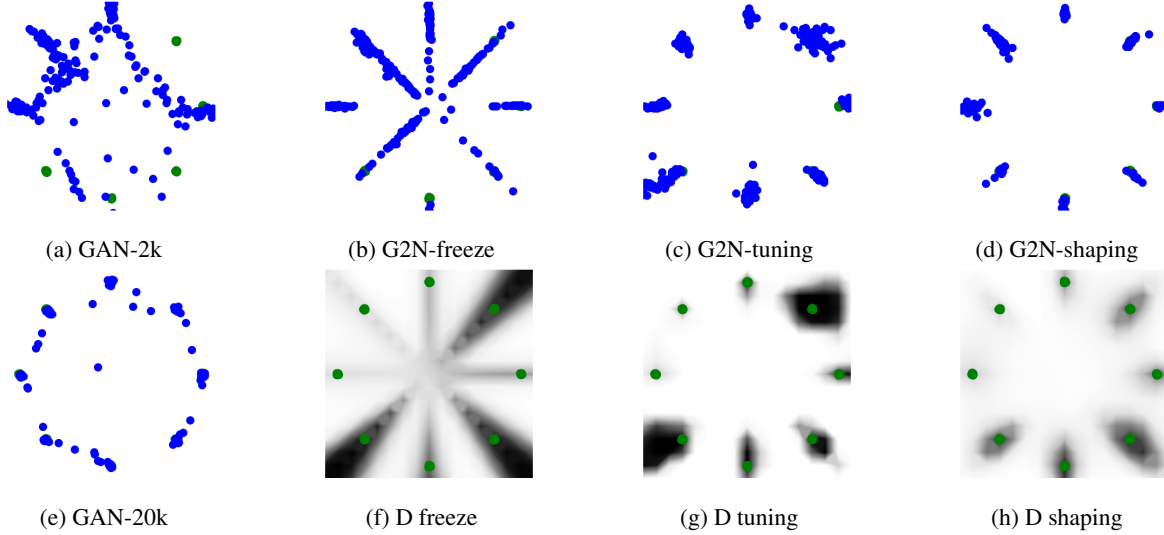 (a) GAN-2k
(b) G2N-freeze
(c) G2N-tuning
(d) G2N-shaping
(e) GAN-20k
(f) D freeze
(g) D tuning
(h) D shaping